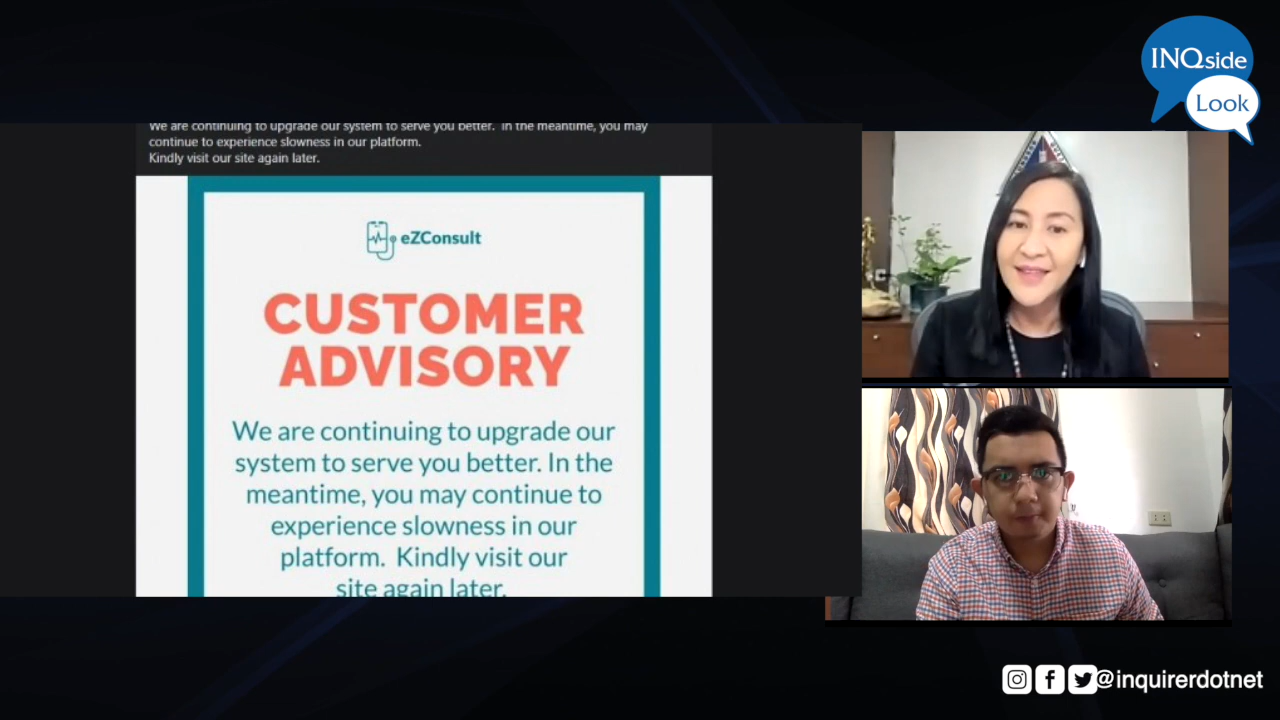 INQside
Look
We are continuing to upgrade our system to serve you better. In the meantime, you may
continue to experience slowness in our platform.
Kindly visit our site again later.
eZConsult
CUSTOMER
ADVISORY
We are continuing to upgrade our
system to serve you better. In the
meantime, you may continue to
experience slowness in our
platform. Kindly visit our
site again later.
@inquirerdotnet